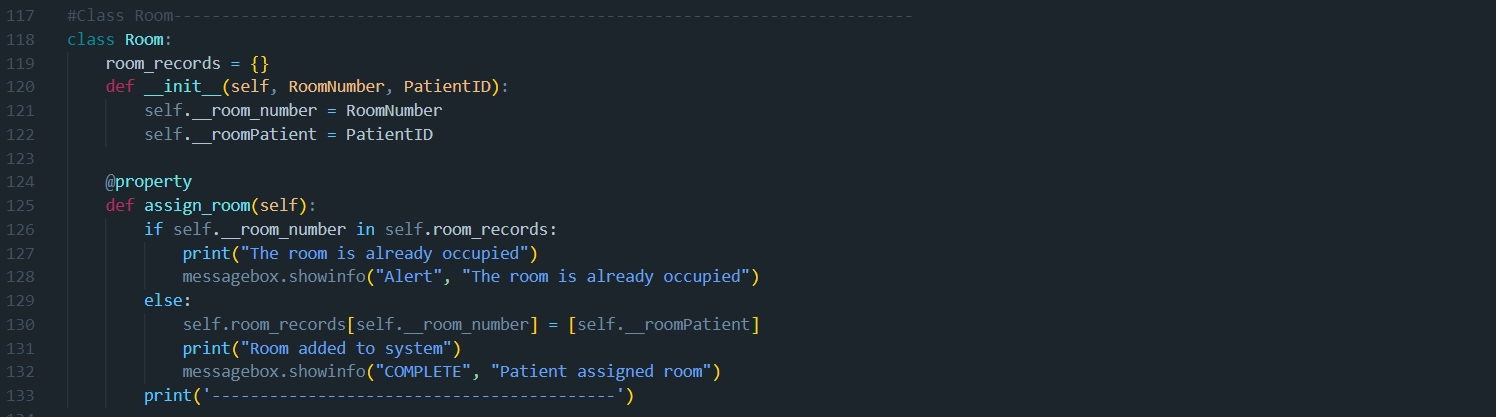 117 #Class Room-----------------------------------------------------------------------------
118 class Room:
119     room_records = {}
120     def __init__(self, RoomNumber, PatientID):
121         self.__room_number = RoomNumber
122         self.__roomPatient = PatientID
123
124     @property
125     def assign_room(self):
126         if self.__room_number in self.room_records:
127             print("The room is already occupied")
128             messagebox.showinfo("Alert", "The room is already occupied")
129         else:
130             self.room_records[self.__room_number] = [self.__roomPatient]
131             print("Room added to system")
132             messagebox.showinfo("COMPLETE", "Patient assigned room")
133         print('------------------------------------------')